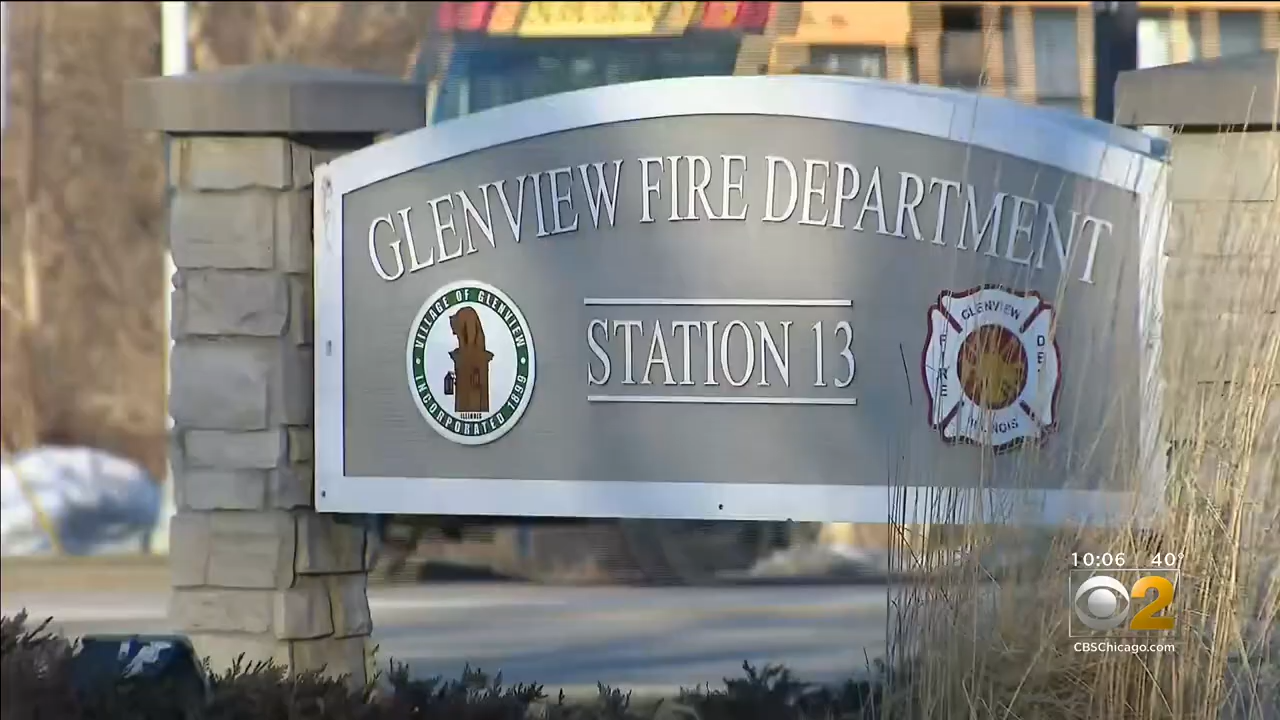 GLENVIEW FIRE DEPARTMENT
VILLAGE OF GLENVIEW
INCORPORATED 1899
ILLINOIS
STATION 13
GLENVIEW
FIRE
DEPT
ILLINOIS
10:06 40°
2
CBSChicago.com